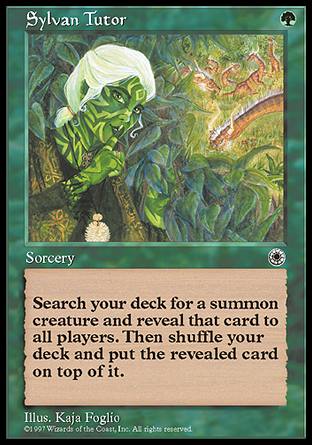 Sylvan Tutor
Sorcery
Search your deck for a summon
creature and reveal that card to
all players. Then shuffle your
deck and put the revealed card
on top of it.
Illus. Kaja Foglio
©1997 Wizards of the Coast, Inc. All rights reserved.